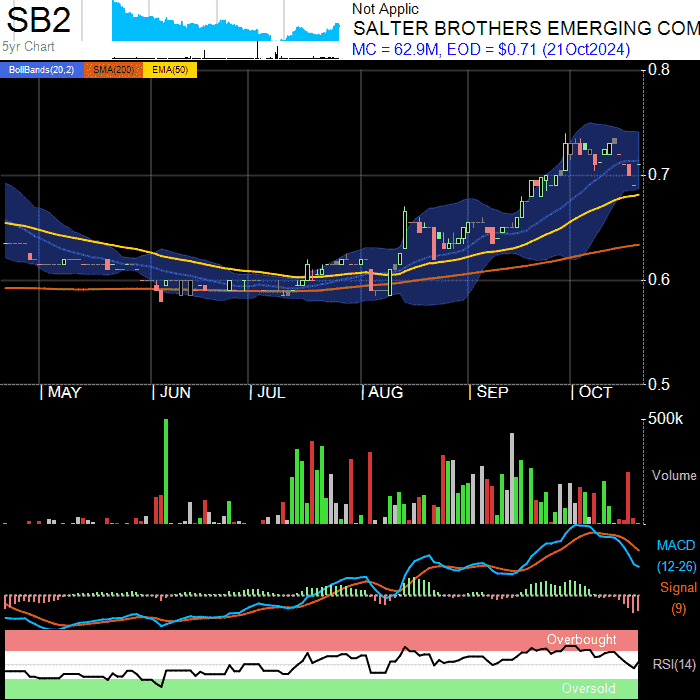 SB2
5yr Chart
Not Applic
SALTER BROTHERS EMERGING COM
MC = 62.9M, EOD = $0.71 (21Oct2024)
BollBands(20,2) SMA(200) EMA(50)
0.8
0.7
0.6
0.5
MAY JUN JUL AUG SEP OCT
500k
Volume
MACD
(12-26)
Signal
(9)
Overbought
RSI(14)
Oversold